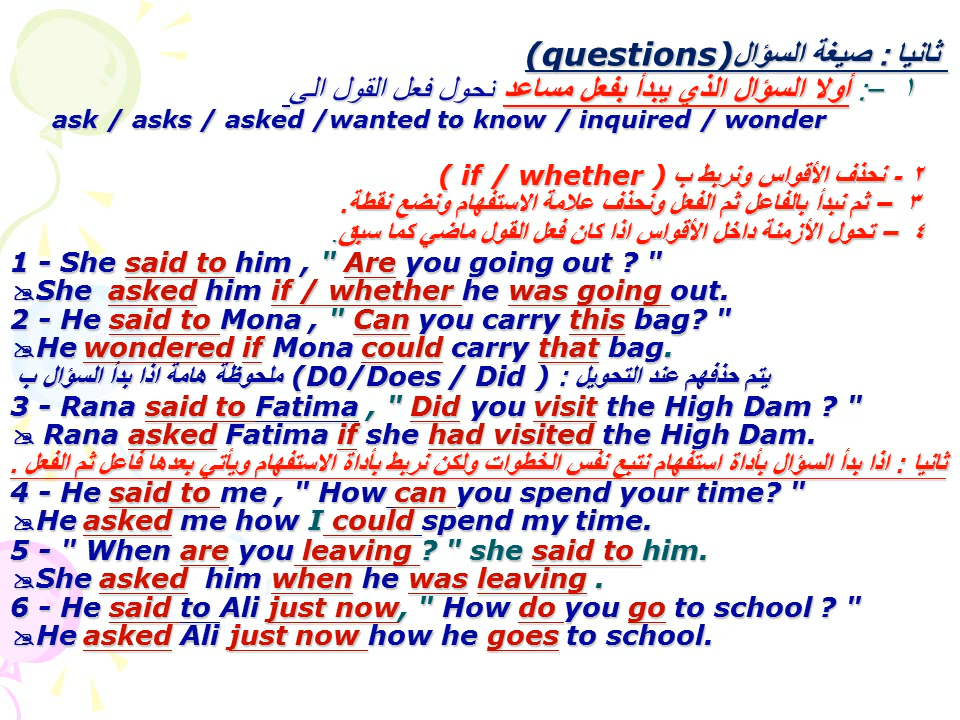 ثانيا : صيغة السؤال(questions)
١ –: أولا السؤال الذي يبدأ بفعل مساعد نحول فعل القول الى
ask / asks / asked /wanted to know / inquired / wonder
٢ - نحذف الأقواس ونربط ب ( if / whether )
٣ – ثم نبدأ بالفاعل ثم الفعل ونحذف علامة الاستفهام ونضع نقطة.
٤ – تحول الأزمنة داخل الأقواس اذا كان فعل القول ماضي كما سبق.
1 - She said to him , " Are you going out ? "
She asked him if / whether he was going out.
2 - He said to Mona , " Can you carry this bag? "
He wondered if Mona could carry that bag.
يتم حذفهم عند التحويل : ( D0/Does / Did) ملحوظة هامة اذا بدأ السؤال ب
3 - Rana said to Fatima , " Did you visit the High Dam ? "
Rana asked Fatima if she had visited the High Dam.
ثانيا : اذا بدأ السؤال بأداة استفهام نتبع نفس الخطوات ولكن نربط بأداة الاستفهام ويأتي بعدها فاعل ثم الفعل .
4 - He said to me , " How can you spend your time? "
He asked me how I could spend my time.
5 - " When are you leaving ? " she said to him.
She asked him when he was leaving .
6 - He said to Ali just now, " How do you go to school ? "
He asked Ali just now how he goes to school.